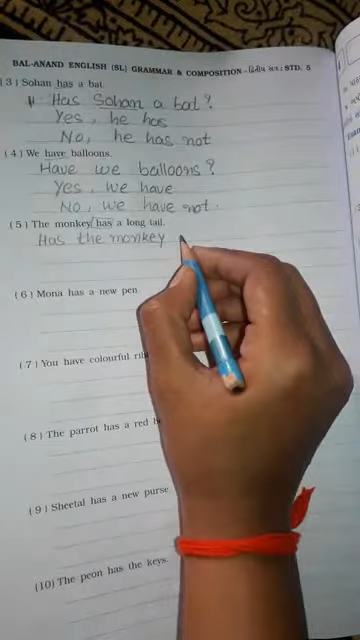 BAL-ANAND ENGLISH (SL) GRAMMAR & COMPOSITION - દ્વિતીય સત્ર : STD. 5
(3) Sohan has a bat.
Has Sohan a bat?
Yes, he has
No, he has not
(4) We have balloons.
Have we balloons?
Yes, we have
No, we have not.
(5) The monkey has a long tail.
Has the monkey
(6) Mona has a new pen
(7) You have colourful
(8) The parrot has a red
(9) Sheetal has a new purse
(10) The peon has the keys.